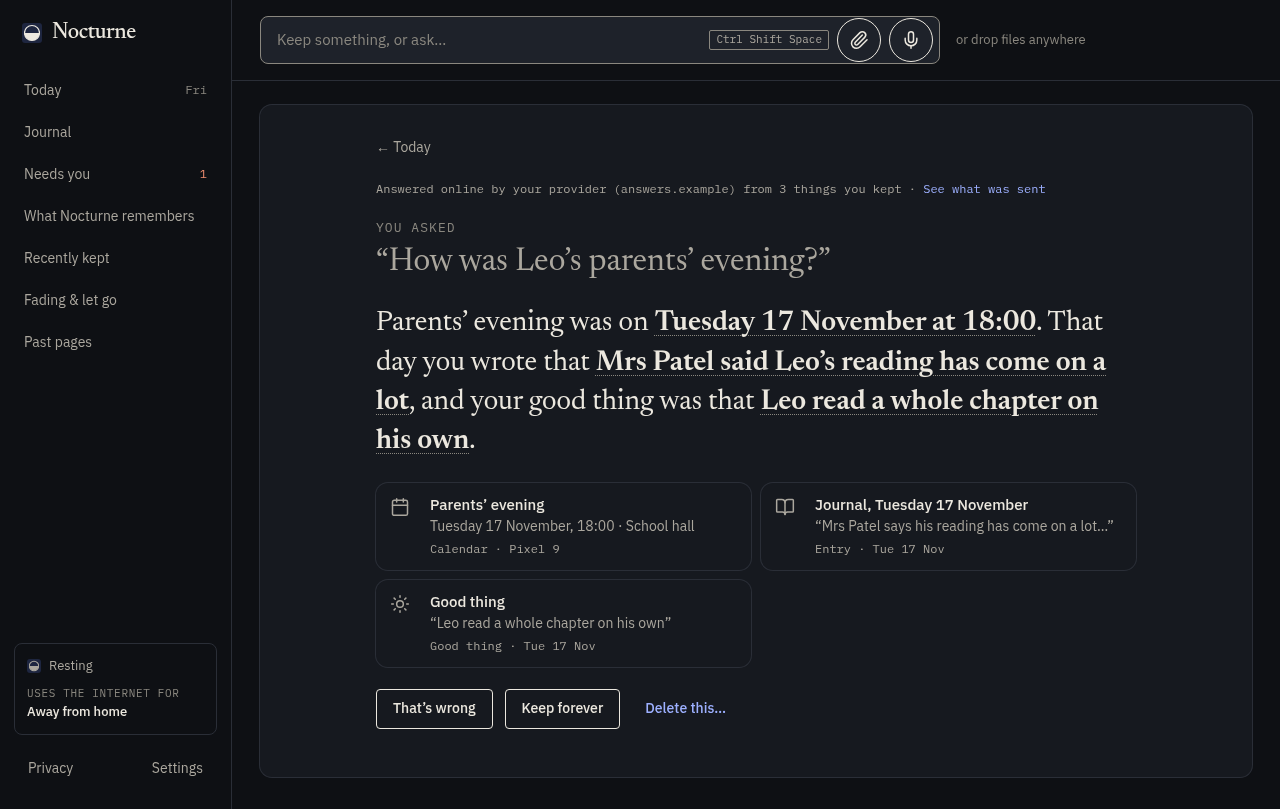 Nocturne
Today Fri
Journal
Needs you 1
What Nocturne remembers
Recently kept
Fading & let go
Past pages
Resting
USES THE INTERNET FOR
Away from home
Privacy Settings
Keep something, or ask… Ctrl Shift Space or drop files anywhere
← Today
Answered online by your provider (answers.example) from 3 things you kept · See what was sent
YOU ASKED
“How was Leo’s parents’ evening?”
Parents’ evening was on Tuesday 17 November at 18:00. That
day you wrote that Mrs Patel said Leo’s reading has come on a
lot, and your good thing was that Leo read a whole chapter on
his own.
Parents’ evening
Tuesday 17 November, 18:00 · School hall
Calendar · Pixel 9
Journal, Tuesday 17 November
“Mrs Patel says his reading has come on a lot…”
Entry · Tue 17 Nov
Good thing
“Leo read a whole chapter on his own”
Good thing · Tue 17 Nov
That’s wrong Keep forever Delete this…